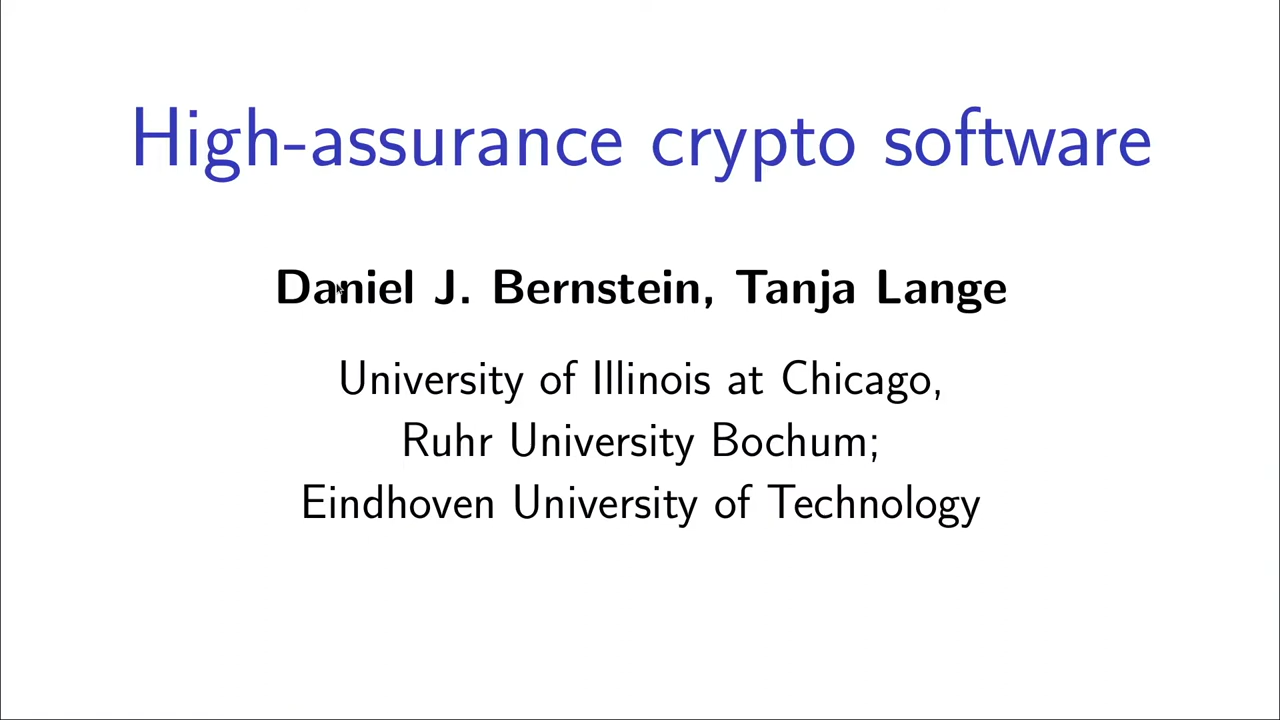 High-assurance crypto software
Daniel J. Bernstein, Tanja Lange
University of Illinois at Chicago,
Ruhr University Bochum;
Eindhoven University of Technology